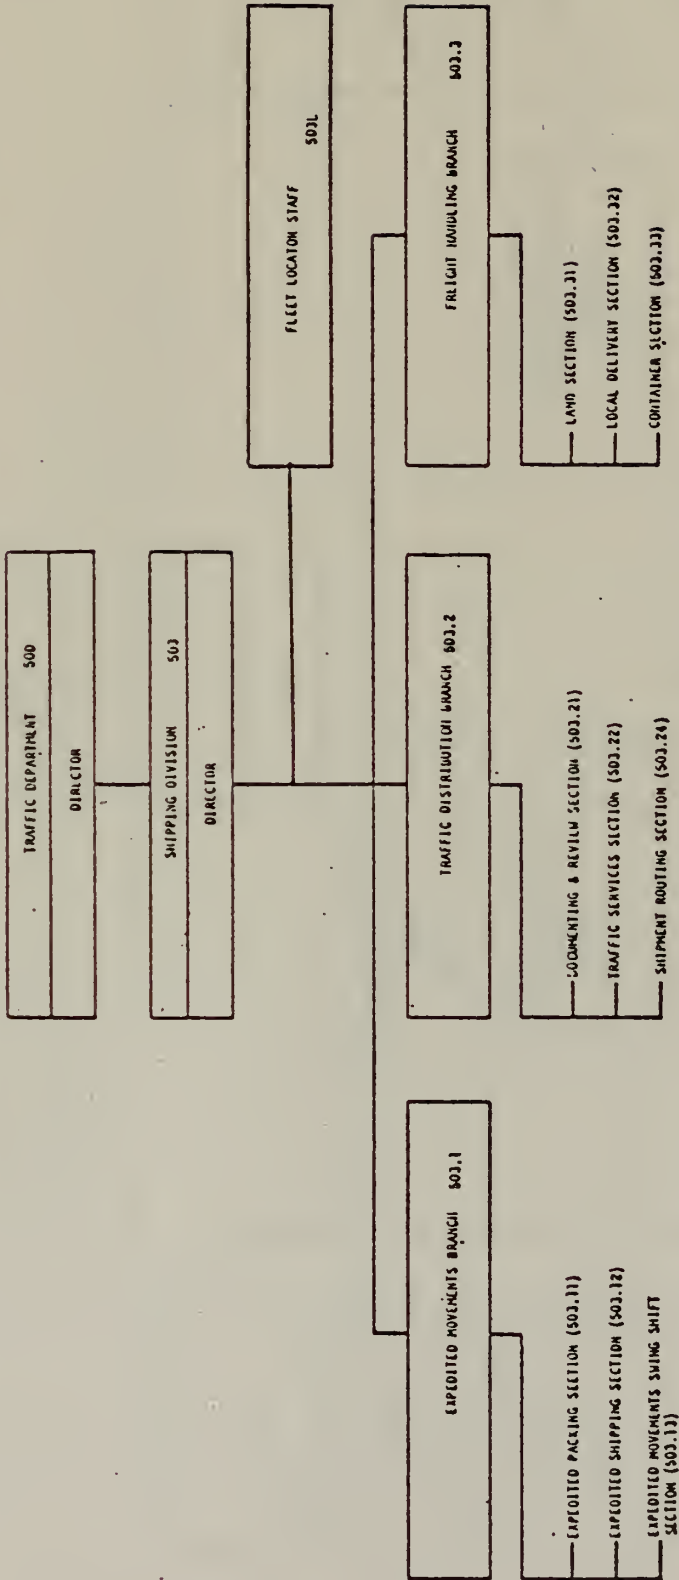 TRAFFIC DEPARTMENT 500
DIRECTOR
SHIPPING DIVISION 503
DIRECTOR
FLEET LOCATOR STAFF
503L
EXPEDITED MOVEMENTS BRANCH 503.1
TRAFFIC DISTRIBUTION BRANCH 503.2
FREIGHT HANDLING BRANCH 503.3
EXPEDITED PACKING SECTION (503.11)
EXPEDITED SHIPPING SECTION (503.12)
EXPEDITED MOVEMENTS SWING SHIFT
SECTION (503.13)
DOCUMENTING & REVIEW SECTION (503.21)
TRAFFIC SERVICES SECTION (503.22)
SHIPMENT ROUTING SECTION (503.24)
LAND SECTION (503.31)
LOCAL DELIVERY SECTION (503.32)
CONTAINER SECTION (503.33)